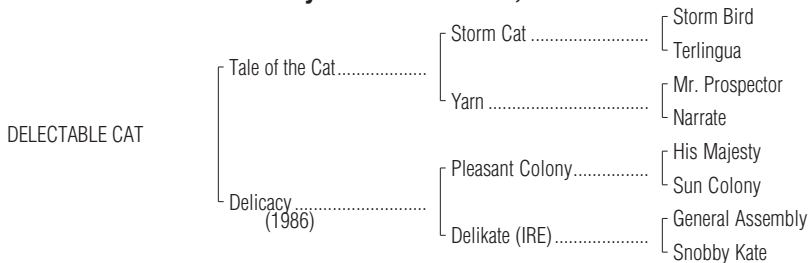 Storm Bird
Storm Cat ........................
Terlingua
Tale of the Cat...................
Mr. Prospector
Yarn .................................
Narrate
DELECTABLE CAT
His Majesty
Pleasant Colony................
Sun Colony
Delicacy ...........................
(1986)
General Assembly
Delikate (IRE)....................
Snobby Kate